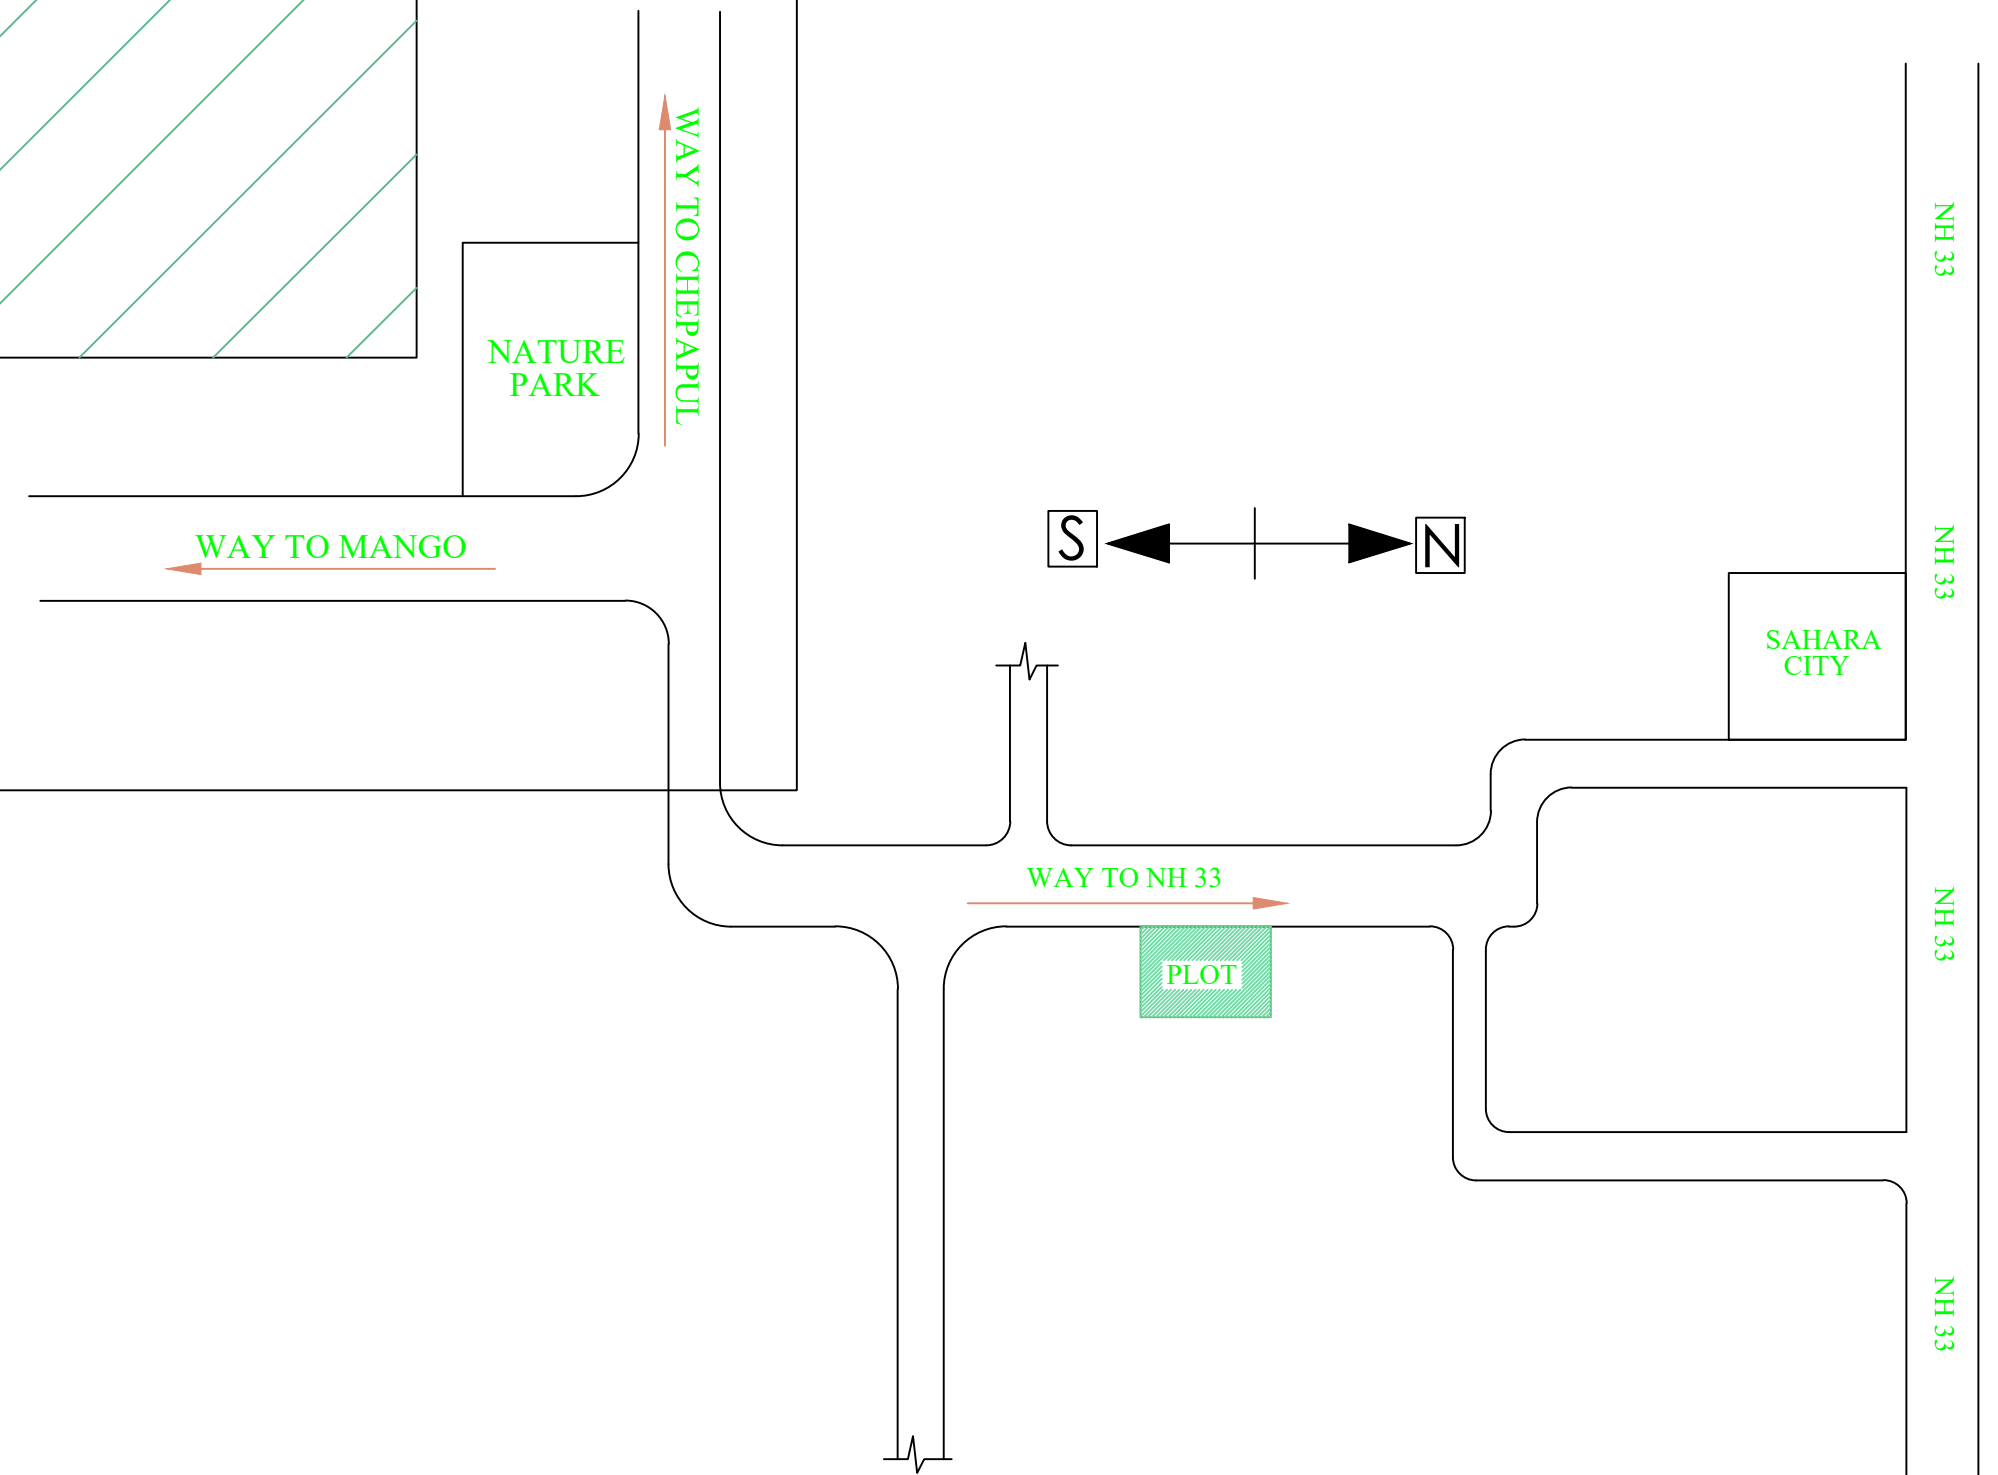 WAY TO CHEPAPUL
NH 33
NATURE
PARK
WAY TO MANGO
S
N
NH 33
SAHARA
CITY
WAY TO NH 33
PLOT
NH 33
NH 33